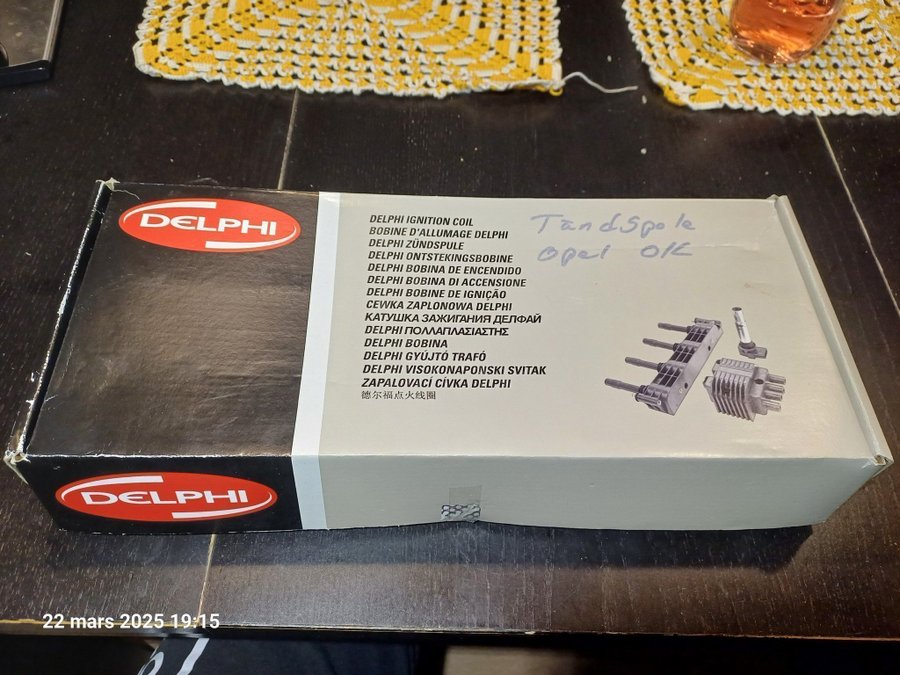 DELPHI
DELPHI IGNITION COIL
BOBINE D'ALLUMAGE DELPHI
DELPHI ZÜNDSPULE
DELPHI ONTSTEKINGSBOBINE
DELPHI BOBINA DE ENCENDIDO
DELPHI BOBINA DI ACCENSIONE
DELPHI BOBINE DE IGNIÇÃO
CEWKA ZAPLONOWA DELPHI
КАТУШКА ЗАЖИГАНИЯ ДЕЛФАЙ
DELPHI ΠΟΛΛΑΠΛΑΣΙΑΣΤΗΣ
DELPHI BOBINA
DELPHI GYÚJTÓ TRAFÓ
DELPHI VISOKONAPONSKI SVITAK
ZAPALOVACÍ CÍVKA DELPHI
德尔福点火线圈
TändSpole
Opel OK
DELPHI
22 mars 2025 19:15